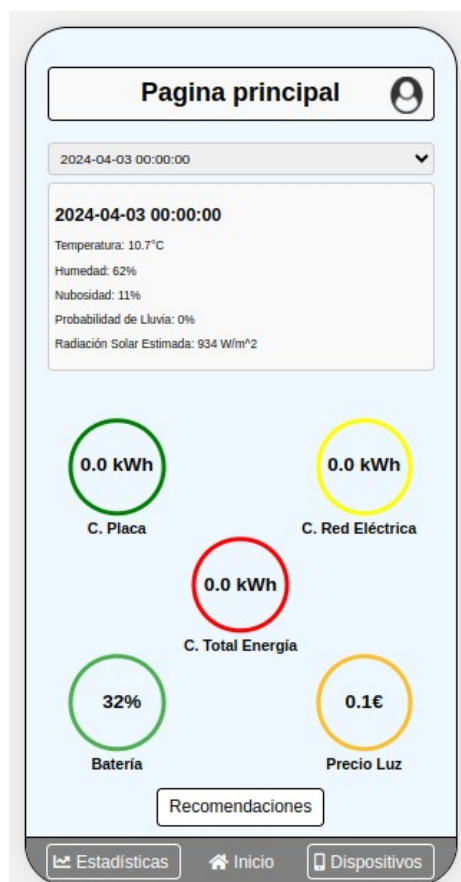 Pagina principal
2024-04-03 00:00:00
2024-04-03 00:00:00
Temperatura: 10.7°C
Humedad: 62%
Nubosidad: 11%
Probabilidad de Lluvia: 0%
Radiación Solar Estimada: 934 W/m^2
0.0 kWh
C. Placa
0.0 kWh
C. Red Eléctrica
0.0 kWh
C. Total Energía
32%
Batería
0.1€
Precio Luz
Recomendaciones
Estadísticas
Inicio
Dispositivos